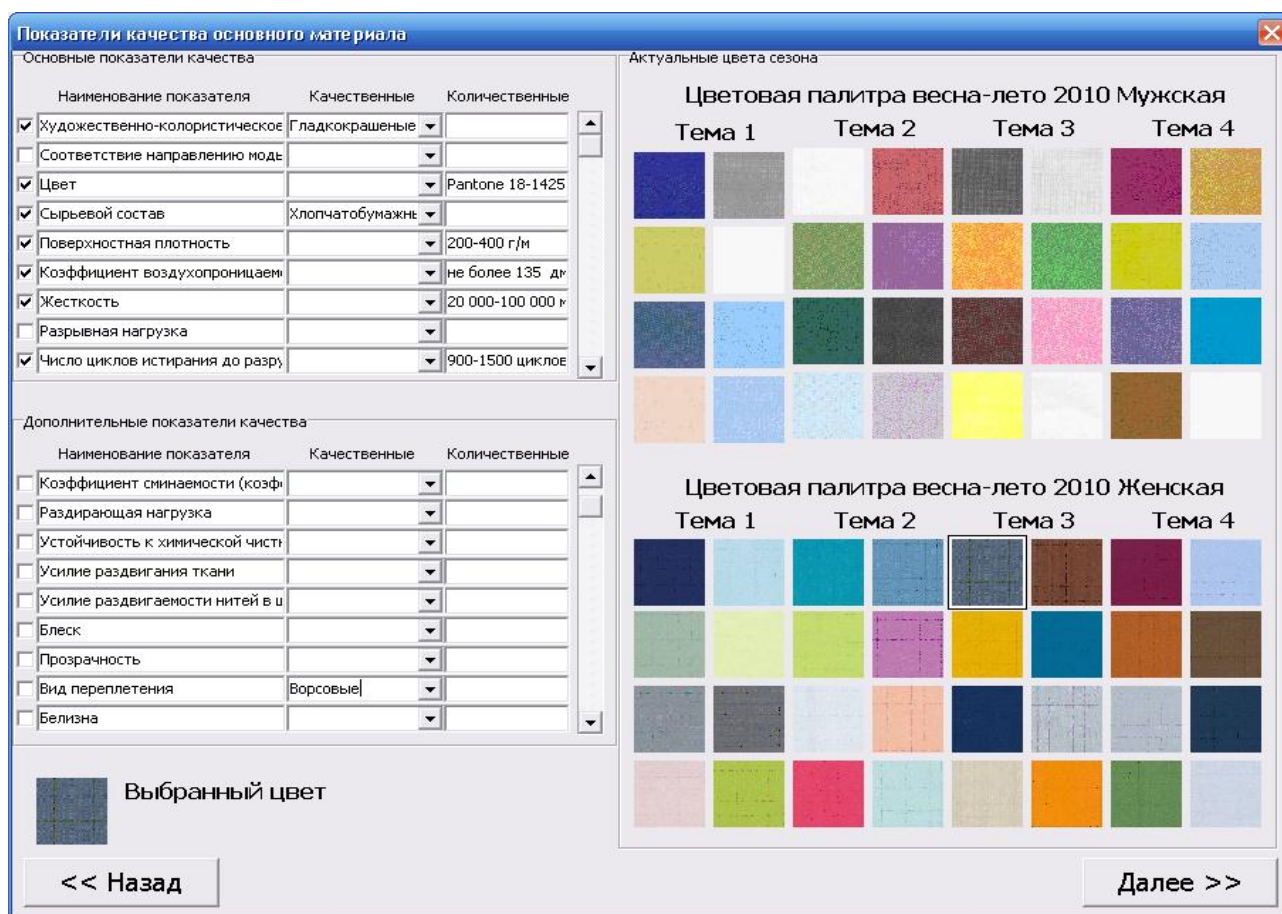 Показатели качества основного материала
Основные показатели качества
Наименование показателя Качественные Количественные
Художественно-колористическое Гладкокрашеные
Соответствие направлению моды
Цвет Pantone 18-1425
Сырьевой состав Хлопчатобумажны
Поверхностная плотность 200-400 г/м
Коэффициент воздухопроницаем не более 135 дм
Жесткость 20 000-100 000 м
Разрывная нагрузка
Число циклов истирания до разру 900-1500 циклов
Дополнительные показатели качества
Наименование показателя Качественные Количественные
Коэффициент сминаемости (коэф
Раздирающая нагрузка
Устойчивость к химической чистк
Усилие раздвигания ткани
Усилие раздвигаемости нитей в ш
Блеск
Прозрачность
Вид переплетения Ворсовые
Белизна
Выбранный цвет
<< Назад
Актуальные цвета сезона
Цветовая палитра весна-лето 2010 Мужская
Тема 1 Тема 2 Тема 3 Тема 4
Цветовая палитра весна-лето 2010 Женская
Тема 1 Тема 2 Тема 3 Тема 4
Далее >>